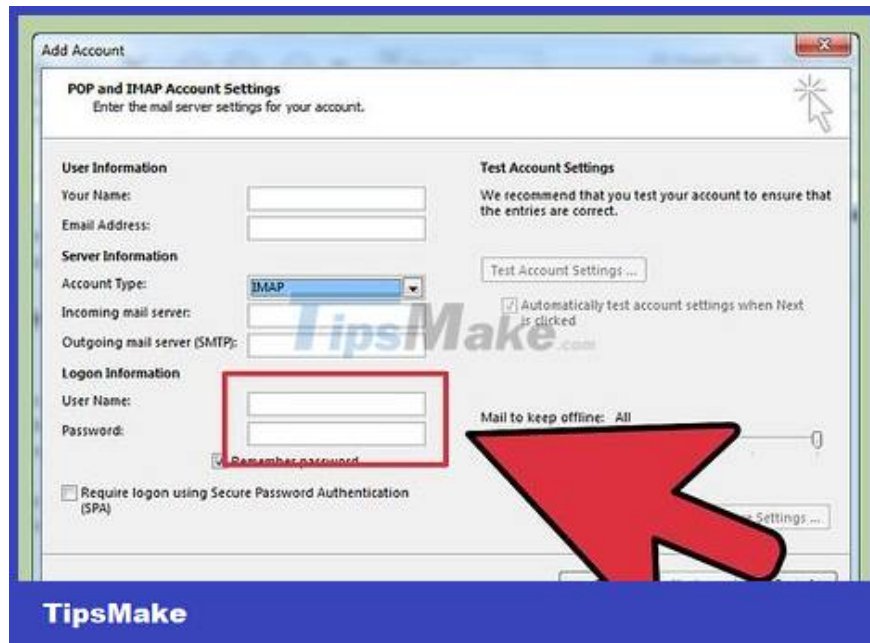 Add Account
POP and IMAP Account Settings
Enter the mail server settings for your account.
User Information
Your Name:
Email Address:
Server Information
Account Type:
IMAP
Incoming mail server:
Outgoing mail server (SMTP):
Logon Information
User Name:
Password:
Remember password
Require logon using Secure Password Authentication
(SPA)
Test Account Settings
We recommend that you test your account to ensure that
the entries are correct.
Test Account Settings ...
Automatically test account settings when Next
is clicked
Mail to keep offline: All
Settings ...
TipsMake.com
TipsMake